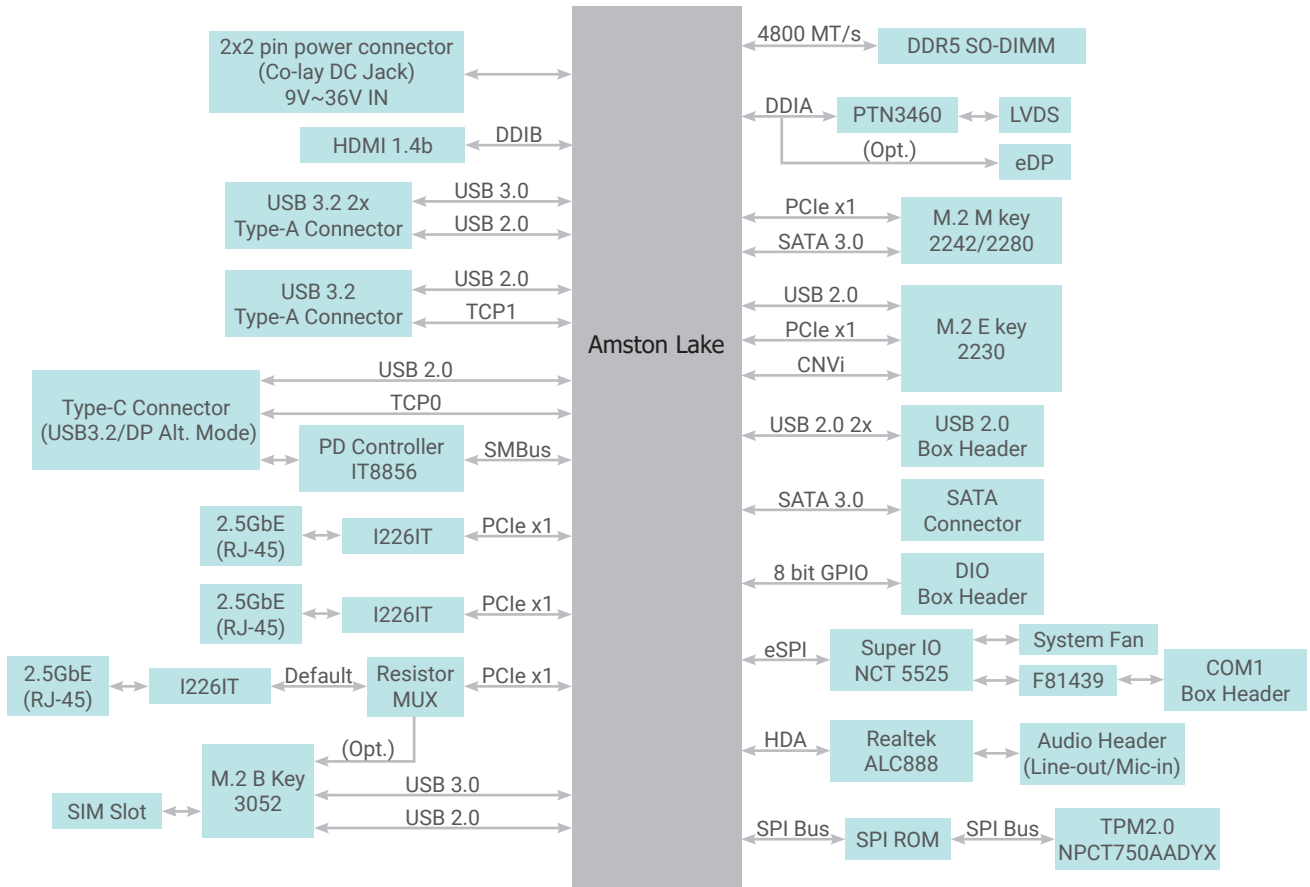 2x2 pin power connector
(Co-lay DC Jack)
9V~36V IN
HDMI 1.4b
DDIB
USB 3.2 2x
Type-A Connector
USB 3.0
USB 2.0
USB 3.2
Type-A Connector
USB 2.0
TCP1
Type-C Connector
(USB3.2/DP Alt. Mode)
USB 2.0
TCP0
PD Controller
IT8856
SMBus
2.5GbE
(RJ-45)
I226IT
PCIe x1
2.5GbE
(RJ-45)
I226IT
PCIe x1
2.5GbE
(RJ-45)
I226IT
Default
Resistor
MUX
PCIe x1
(Opt.)
SIM Slot
M.2 B Key
3052
USB 3.0
USB 2.0
Amston Lake
4800 MT/s
DDR5 SO-DIMM
DDIA
PTN3460
LVDS
(Opt.)
eDP
PCIe x1
SATA 3.0
M.2 M key
2242/2280
USB 2.0
PCIe x1
CNVi
M.2 E key
2230
USB 2.0 2x
USB 2.0
Box Header
SATA 3.0
SATA
Connector
8 bit GPIO
DIO
Box Header
eSPI
Super IO
NCT 5525
System Fan
F81439
COM1
Box Header
HDA
Realtek
ALC888
Audio Header
(Line-out/Mic-in)
SPI Bus
SPI ROM
SPI Bus
TPM2.0
NPCT750AADYX